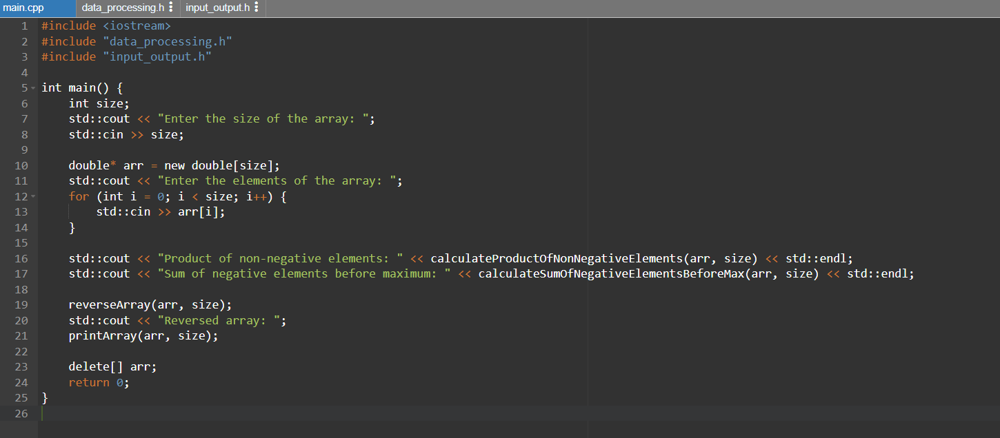 main.cpp data_processing.h input_output.h
1 #include <iostream>
2 #include "data_processing.h"
3 #include "input_output.h"
4
5 int main() {
6     int size;
7     std::cout << "Enter the size of the array: ";
8     std::cin >> size;
9
10     double* arr = new double[size];
11     std::cout << "Enter the elements of the array: ";
12     for (int i = 0; i < size; i++) {
13         std::cin >> arr[i];
14     }
15
16     std::cout << "Product of non-negative elements: " << calculateProductOfNonNegativeElements(arr, size) << std::endl;
17     std::cout << "Sum of negative elements before maximum: " << calculateSumOfNegativeElementsBeforeMax(arr, size) << std::endl;
18
19     reverseArray(arr, size);
20     std::cout << "Reversed array: ";
21     printArray(arr, size);
22
23     delete[] arr;
24     return 0;
25 }
26